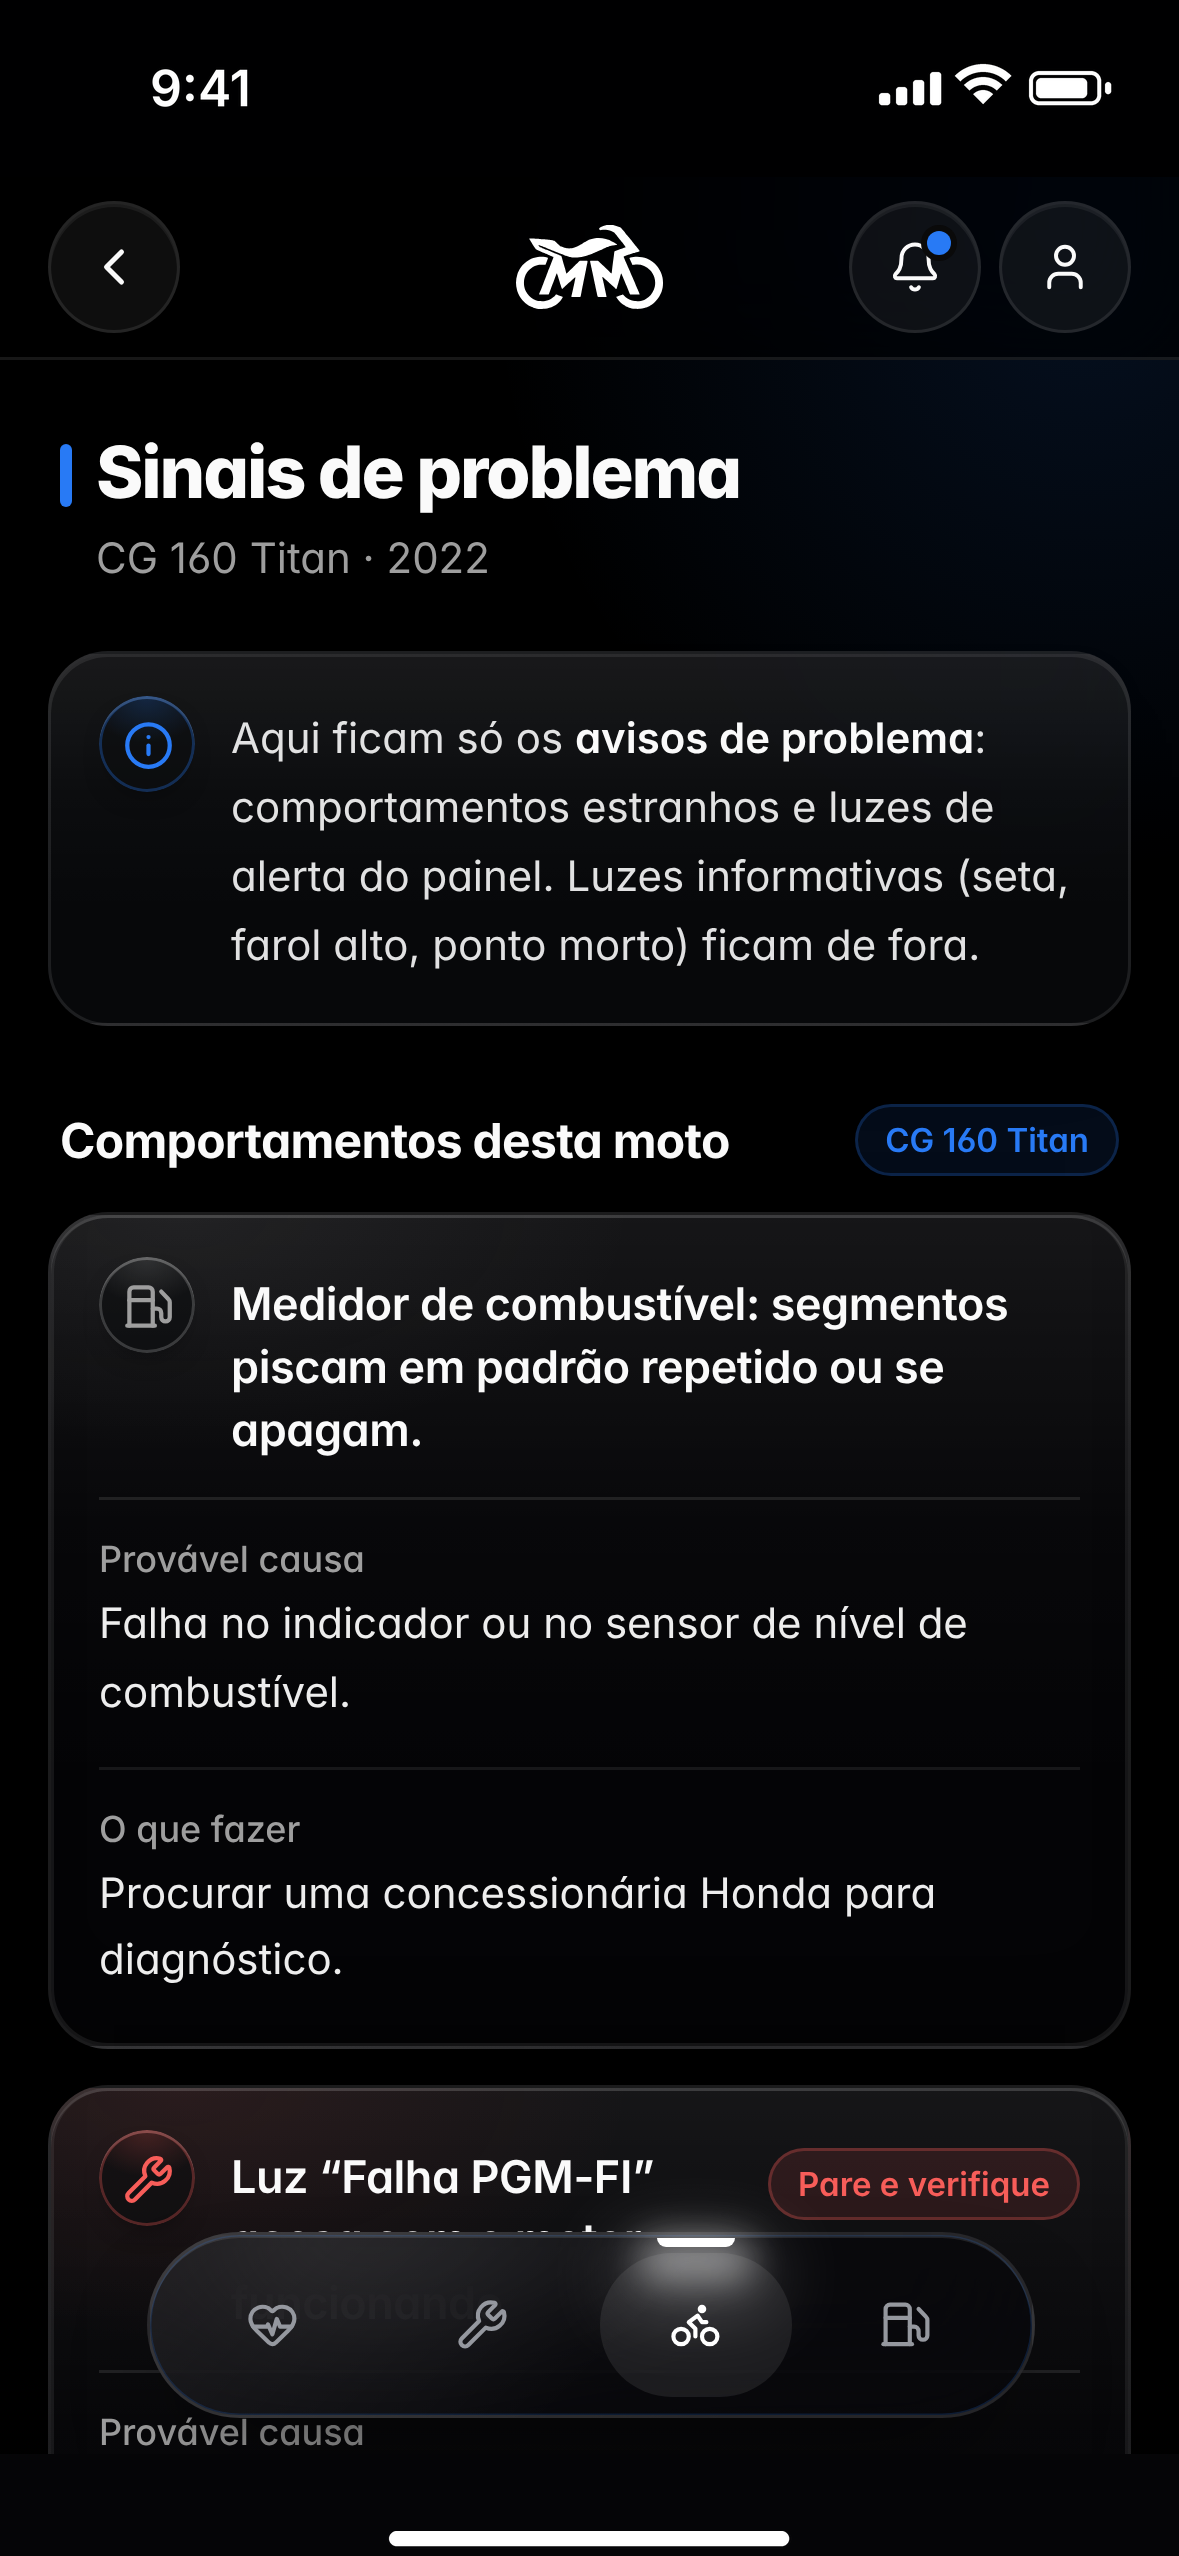 9:41
MM
Sinais de problema
CG 160 Titan · 2022
Aqui ficam só os avisos de problema:
comportamentos estranhos e luzes de
alerta do painel. Luzes informativas (seta,
farol alto, ponto morto) ficam de fora.
Comportamentos desta moto
CG 160 Titan
Medidor de combustível: segmentos
piscam em padrão repetido ou se
apagam.
Provável causa
Falha no indicador ou no sensor de nível de
combustível.
O que fazer
Procurar uma concessionária Honda para
diagnóstico.
Luz “Falha PGM-FI”
Pare e verifique
Provável causa